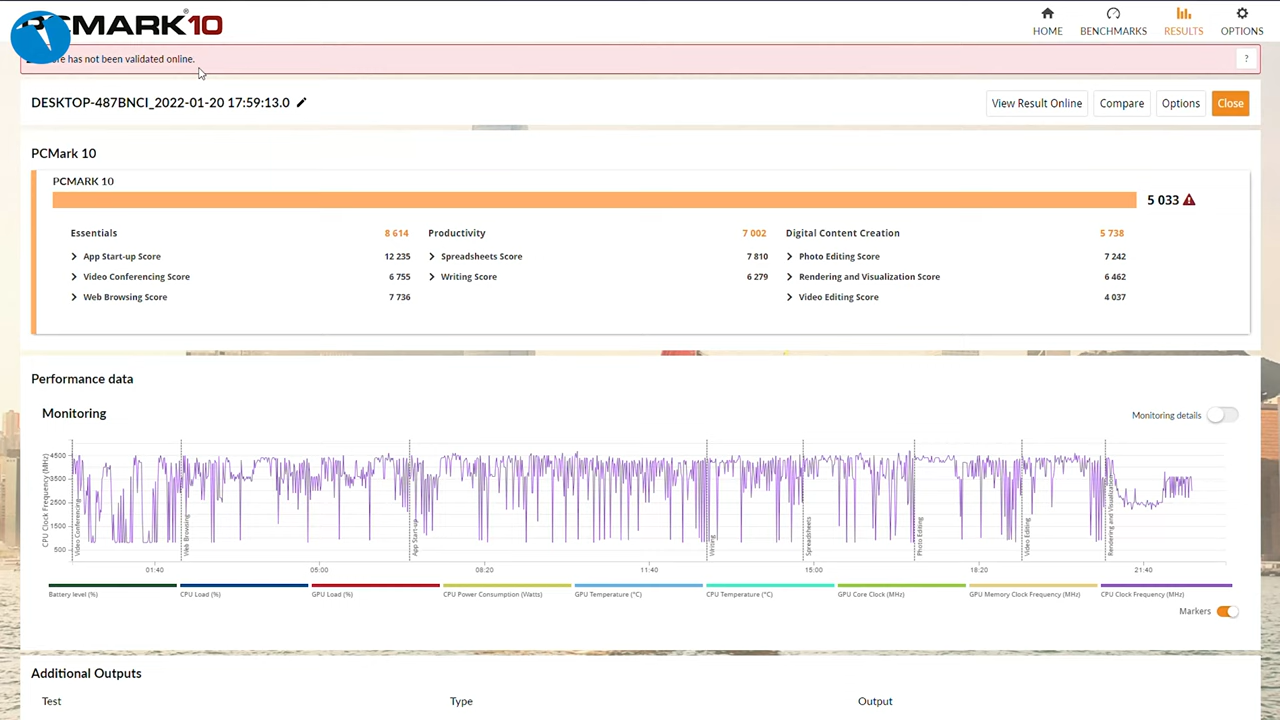 PCMARK®10
HOME BENCHMARKS RESULTS OPTIONS
has not been validated online. ?
DESKTOP-487BNCI_2022-01-20 17:59:13.0 View Result Online Compare Options Close
PCMark 10
PCMARK 10
5 033
Essentials 8 614 Productivity 7 002 Digital Content Creation 5 738
App Start-up Score 12 235 Spreadsheets Score 7 810 Photo Editing Score 7 242
Video Conferencing Score 6 755 Writing Score 6 279 Rendering and Visualization Score 6 462
Web Browsing Score 7 736 Video Editing Score 4 037
Performance data
Monitoring Monitoring details
CPU Clock Frequency (MHz)
4500
3500
2500
1500
500
Video Conferencing
Web Browsing
App Start-up
Writing
Spreadsheets
Photo Editing
Video Editing
Rendering and Visualization
01:40 05:00 08:20 11:40 15:00 18:20 21:40
Battery level (%) CPU Load (%) GPU Load (%) CPU Power Consumption (Watts) GPU Temperature (°C) CPU Temperature (°C) GPU Core Clock (MHz) GPU Memory Clock Frequency (MHz) CPU Clock Frequency (MHz)
Markers
Additional Outputs
Test Type Output